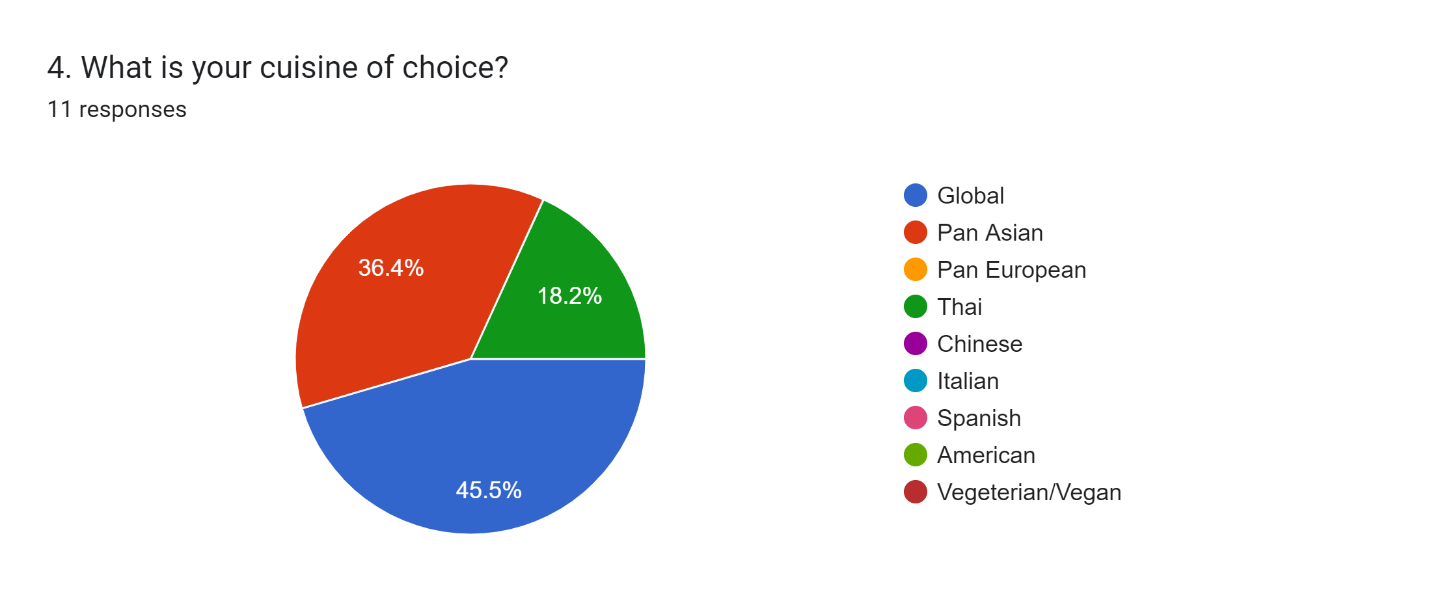 4. What is your cuisine of choice?
11 responses
36.4%
18.2%
45.5%
Global
Pan Asian
Pan European
Thai
Chinese
Italian
Spanish
American
Vegeterian/Vegan